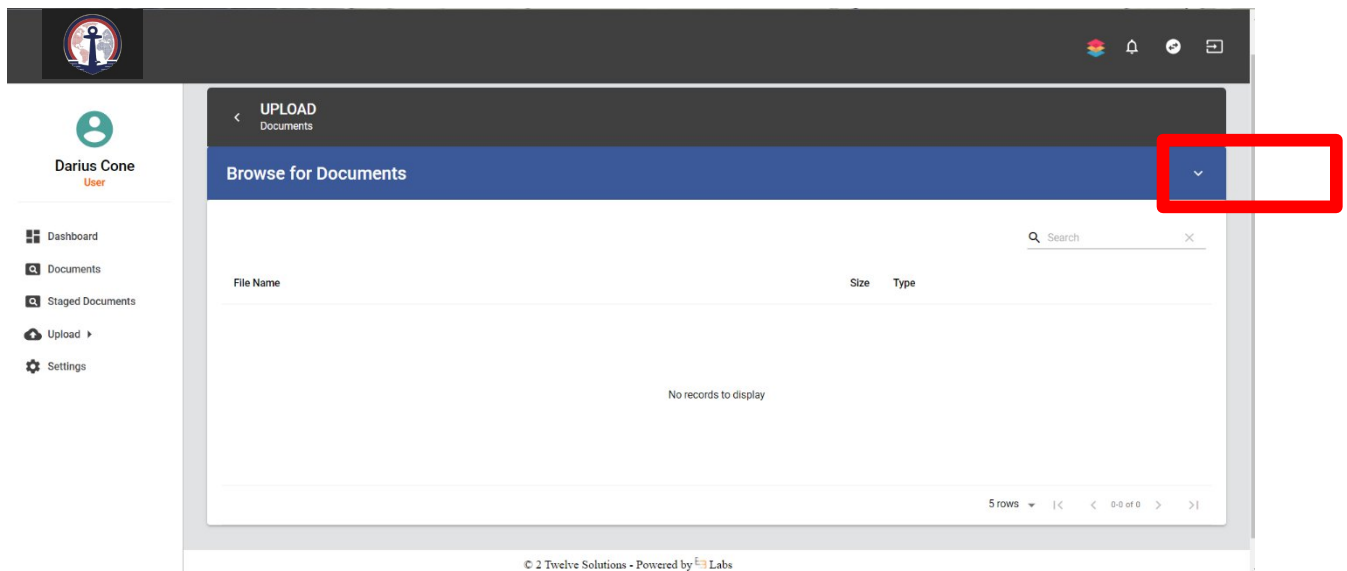 UPLOAD
Documents
Darius Cone
User
Browse for Documents
Dashboard
Documents
Staged Documents
Upload
Settings
Search
File Name Size Type
No records to display
5 rows 0-0 of 0
© 2 Twelve Solutions - Powered by Labs